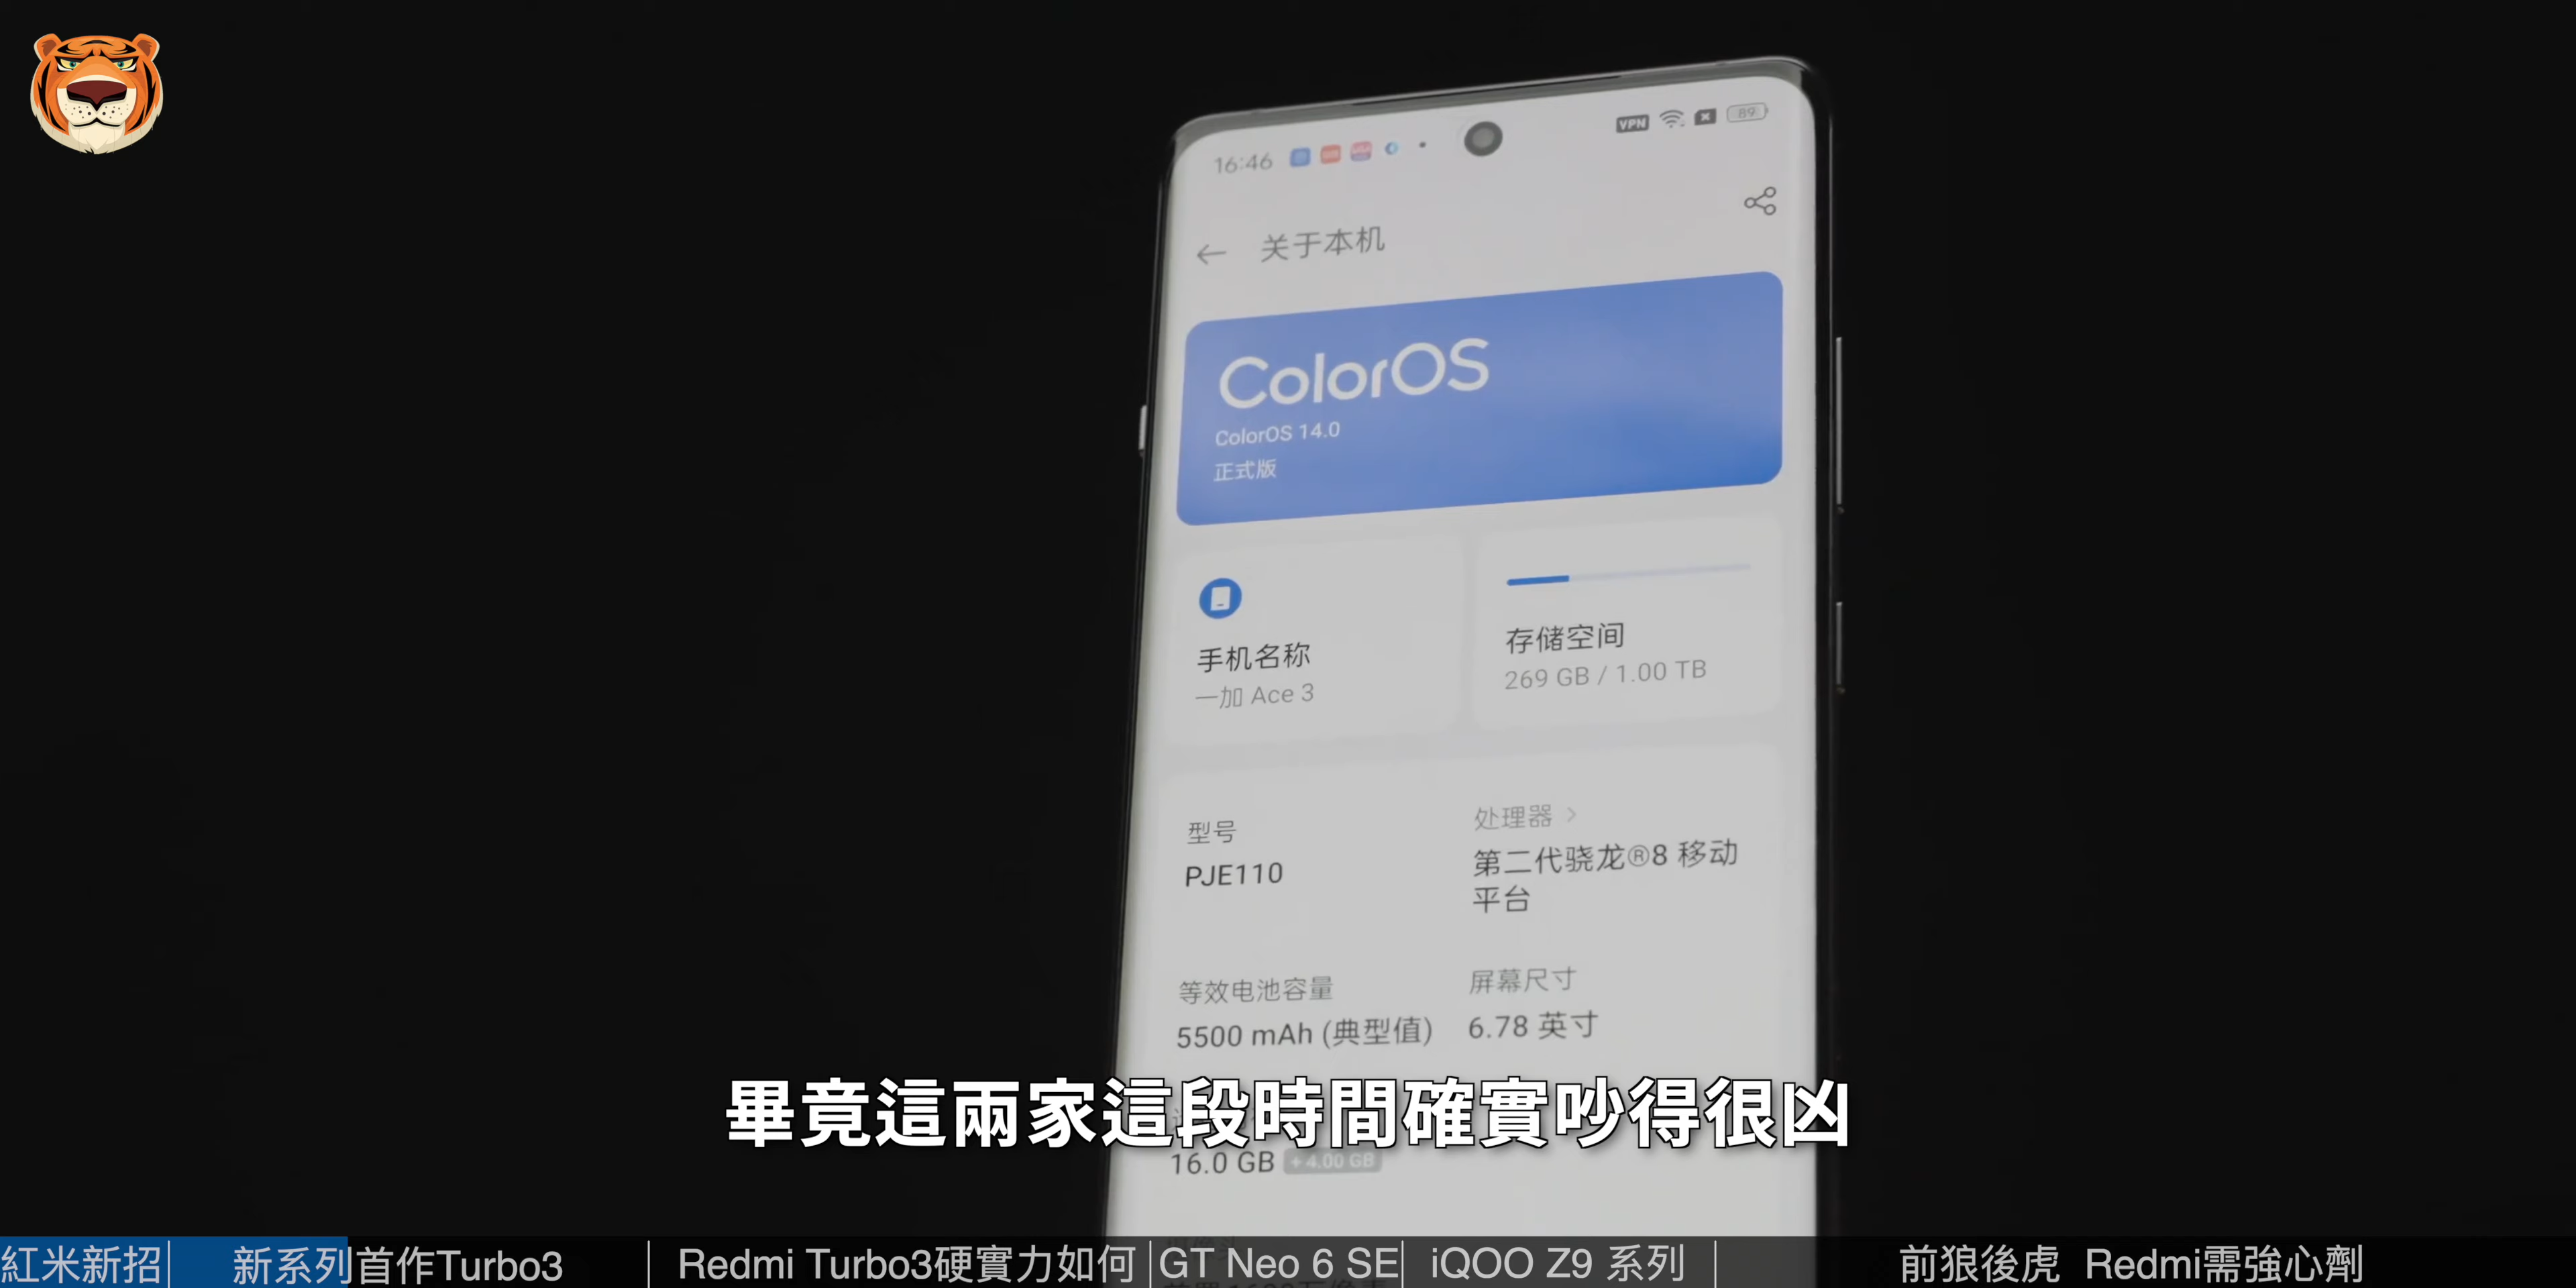 16:46
VPN
89
关于本机
ColorOS
ColorOS 14.0
正式版
手机名称
一加 Ace 3
存储空间
269 GB / 1.00 TB
型号
PJE110
处理器 >
第二代骁龙®8 移动
平台
等效电池容量
5500 mAh (典型值)
屏幕尺寸
6.78 英寸
畢竟這兩家這段時間確實吵得很凶
16.0 GB +4.00 GB
紅米新招
新系列首作Turbo3
Redmi Turbo3硬實力如何
GT Neo 6 SE
iQOO Z9 系列
前狼後虎 Redmi需強心劑